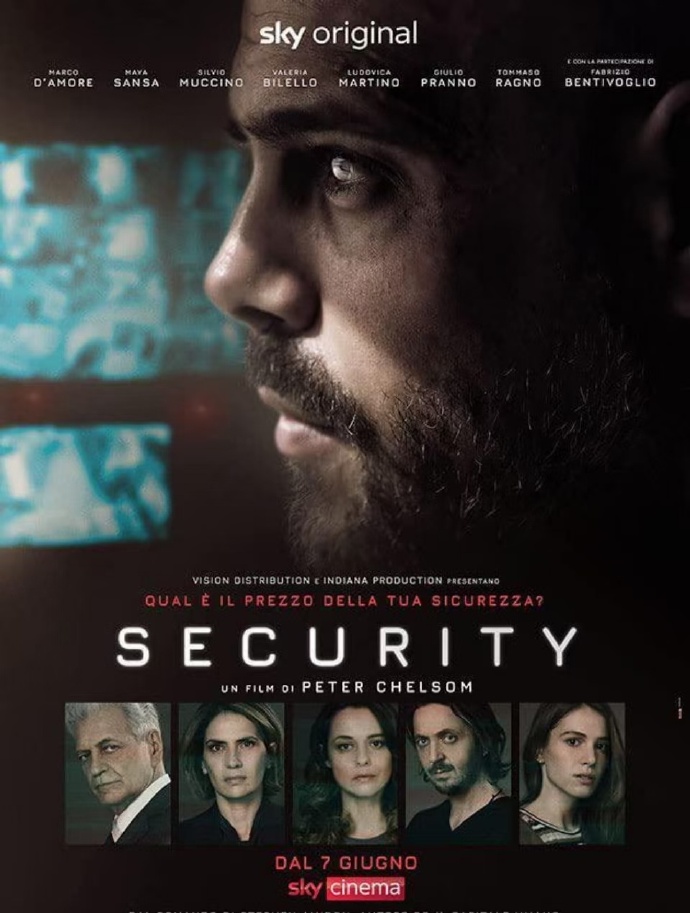 sky original
MARCO D'AMORE MAYA SANSA SILVIO MUCCINO VALERIA BILELLO LUDOVICA MARTINO GIULIO PRANNO TOMMASO RAGNO E CON LA PARTECIPAZIONE DI FABRIZIO BENTIVOGLIO
VISION DISTRIBUTION E INDIANA PRODUCTION PRESENTANO
QUAL È IL PREZZO DELLA TUA SICUREZZA?
SECURITY
UN FILM DI PETER CHELSOM
DAL 7 GIUGNO
sky cinema